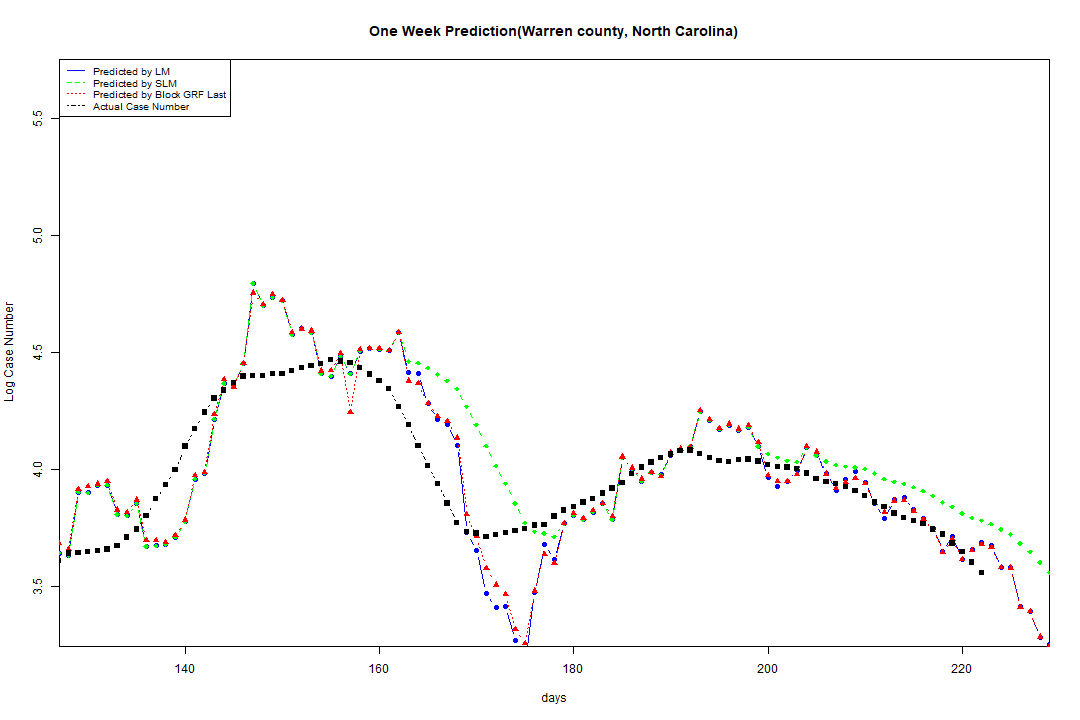 One Week Prediction(Warren county, North Carolina)
Predicted by LM
Predicted by SLM
Predicted by Block GRF Last
Actual Case Number
Log Case Number
5.5
5.0
4.5
4.0
3.5
140 160 180 200 220
days